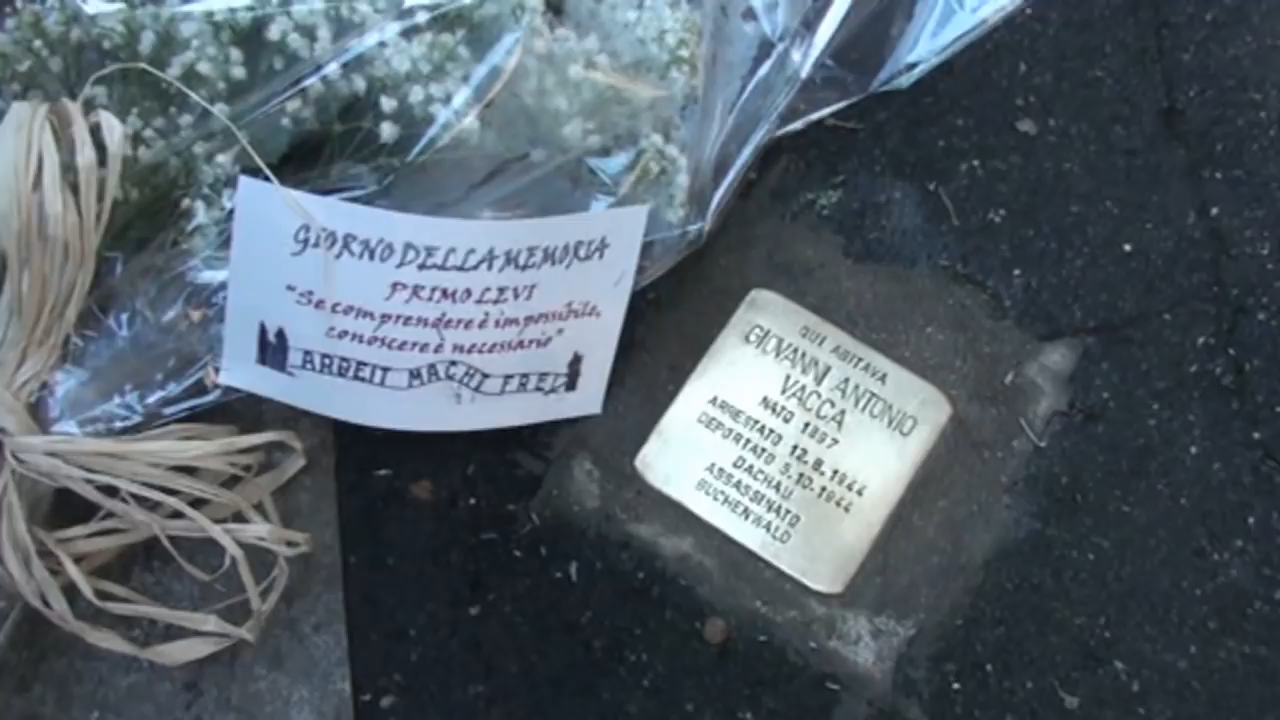 GIORNO DELLA MEMORIA
PRIMO LEVI
"Se comprendere è impossibile,
conoscere è necessario"
ARBEIT MACHT FREI
QUI ABITAVA
GIOVANNI ANTONIO
VACCA
NATO 1897
ARRESTATO 12.8.1944
DEPORTATO 5.10.1944
DACHAU
ASSASSINATO
BUCHENWALD